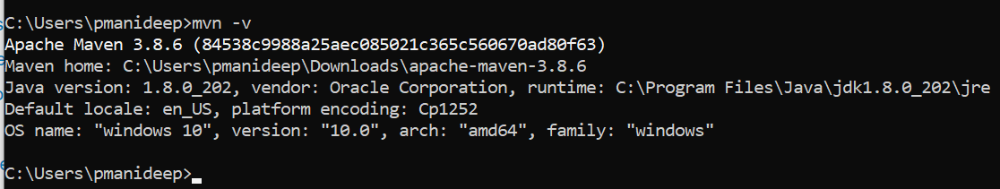 C:\Users\pmanideep>mvn -v
Apache Maven 3.8.6 (84538c9988a25aec085021c365c560670ad80f63)
Maven home: C:\Users\pmanideep\Downloads\apache-maven-3.8.6
Java version: 1.8.0_202, vendor: Oracle Corporation, runtime: C:\Program Files\Java\jdk1.8.0_202\jre
Default locale: en_US, platform encoding: Cp1252
OS name: "windows 10", version: "10.0", arch: "amd64", family: "windows"
C:\Users\pmanideep>